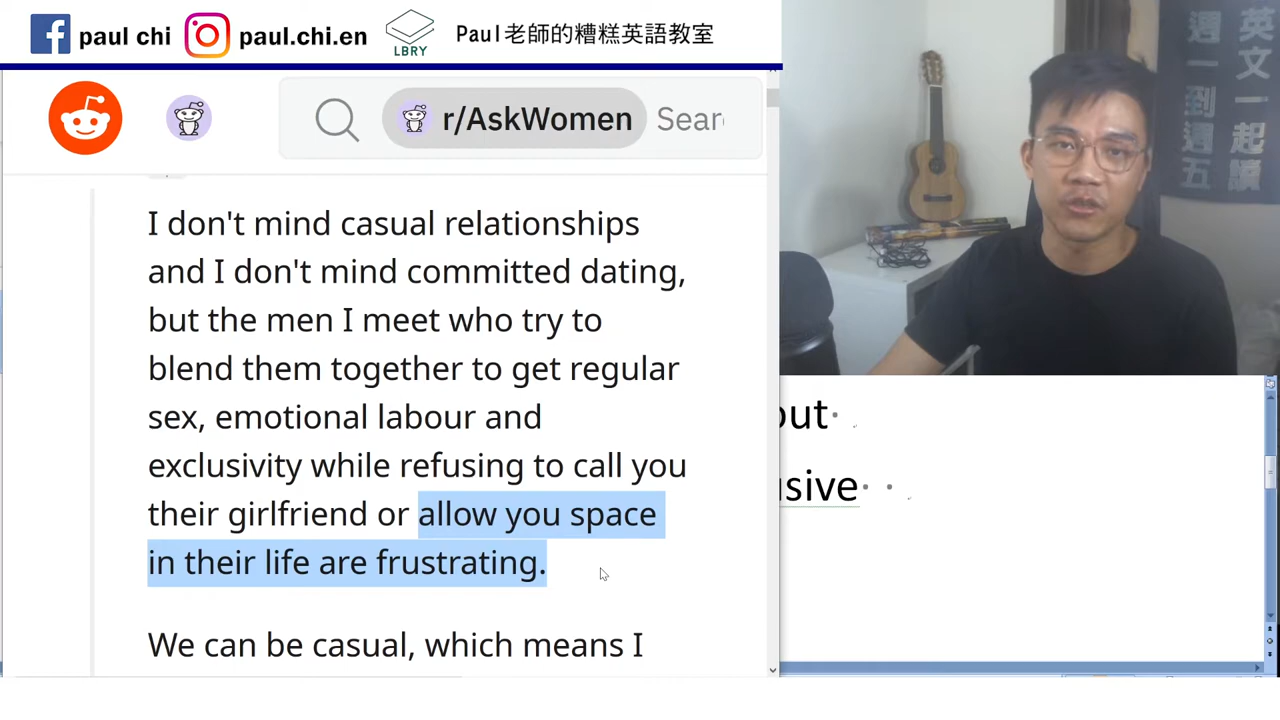 paul chi paul.chi.en LBRY Paul老師的糟糕英語教室
r/AskWomen Sear
I don't mind casual relationships
and I don't mind committed dating,
but the men I meet who try to
blend them together to get regular
sex, emotional labour and
exclusivity while refusing to call you
their girlfriend or allow you space
in their life are frustrating.
We can be casual, which means I
英文一起讀
週一到週五
out
usive